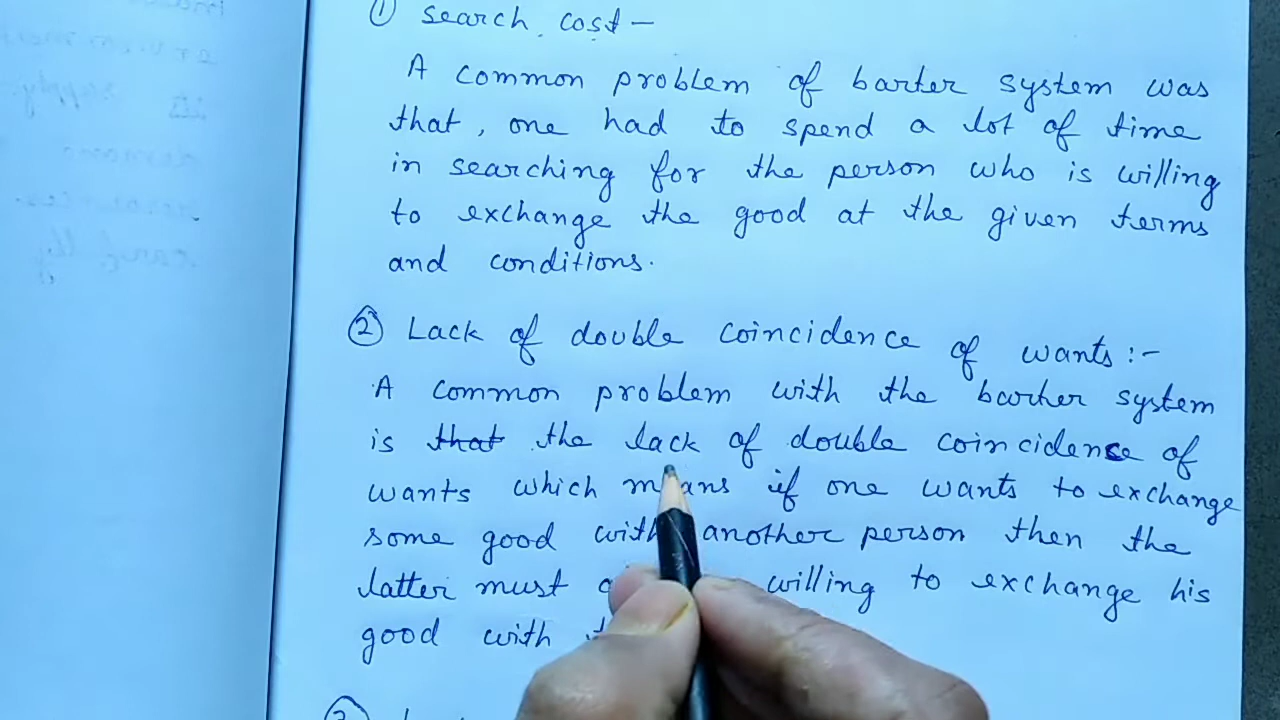 ① search cost –
A common problem of barter system was
that, one had to spend a lot of time
in searching for the person who is willing
to exchange the good at the given terms
and conditions.
② Lack of double coincidence of wants :-
A common problem with the barter system
is that the lack of double coincidence of
wants which means if one wants to exchange
some good with another person then the
latter must willing to exchange his
good with